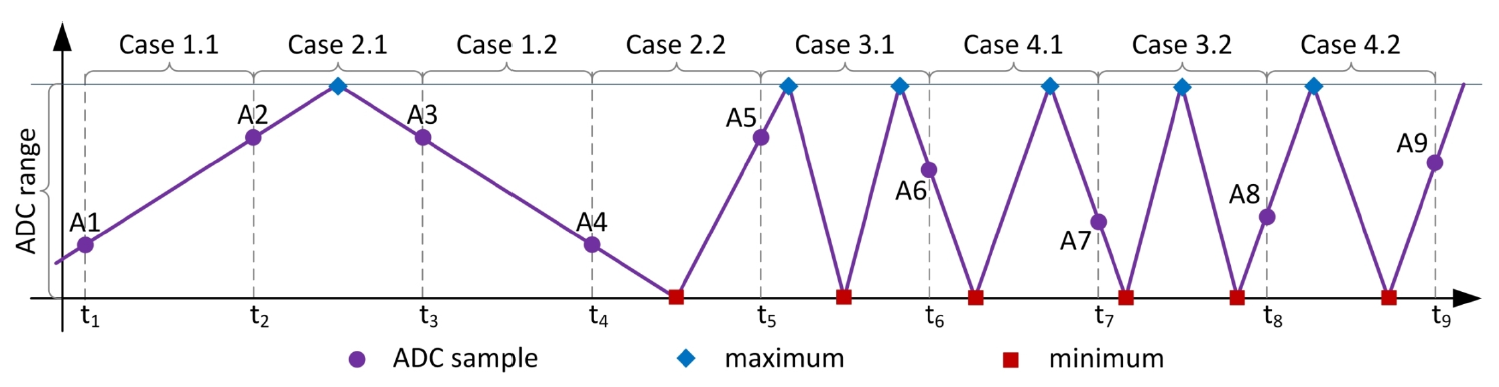 Case 1.1 Case 2.1 Case 1.2 Case 2.2 Case 3.1 Case 4.1 Case 3.2 Case 4.2
ADC range
A1 A2 A3 A4 A5 A6 A7 A8 A9
t₁ t₂ t₃ t₄ t₅ t₆ t₇ t₈ t₉
ADC sample maximum minimum